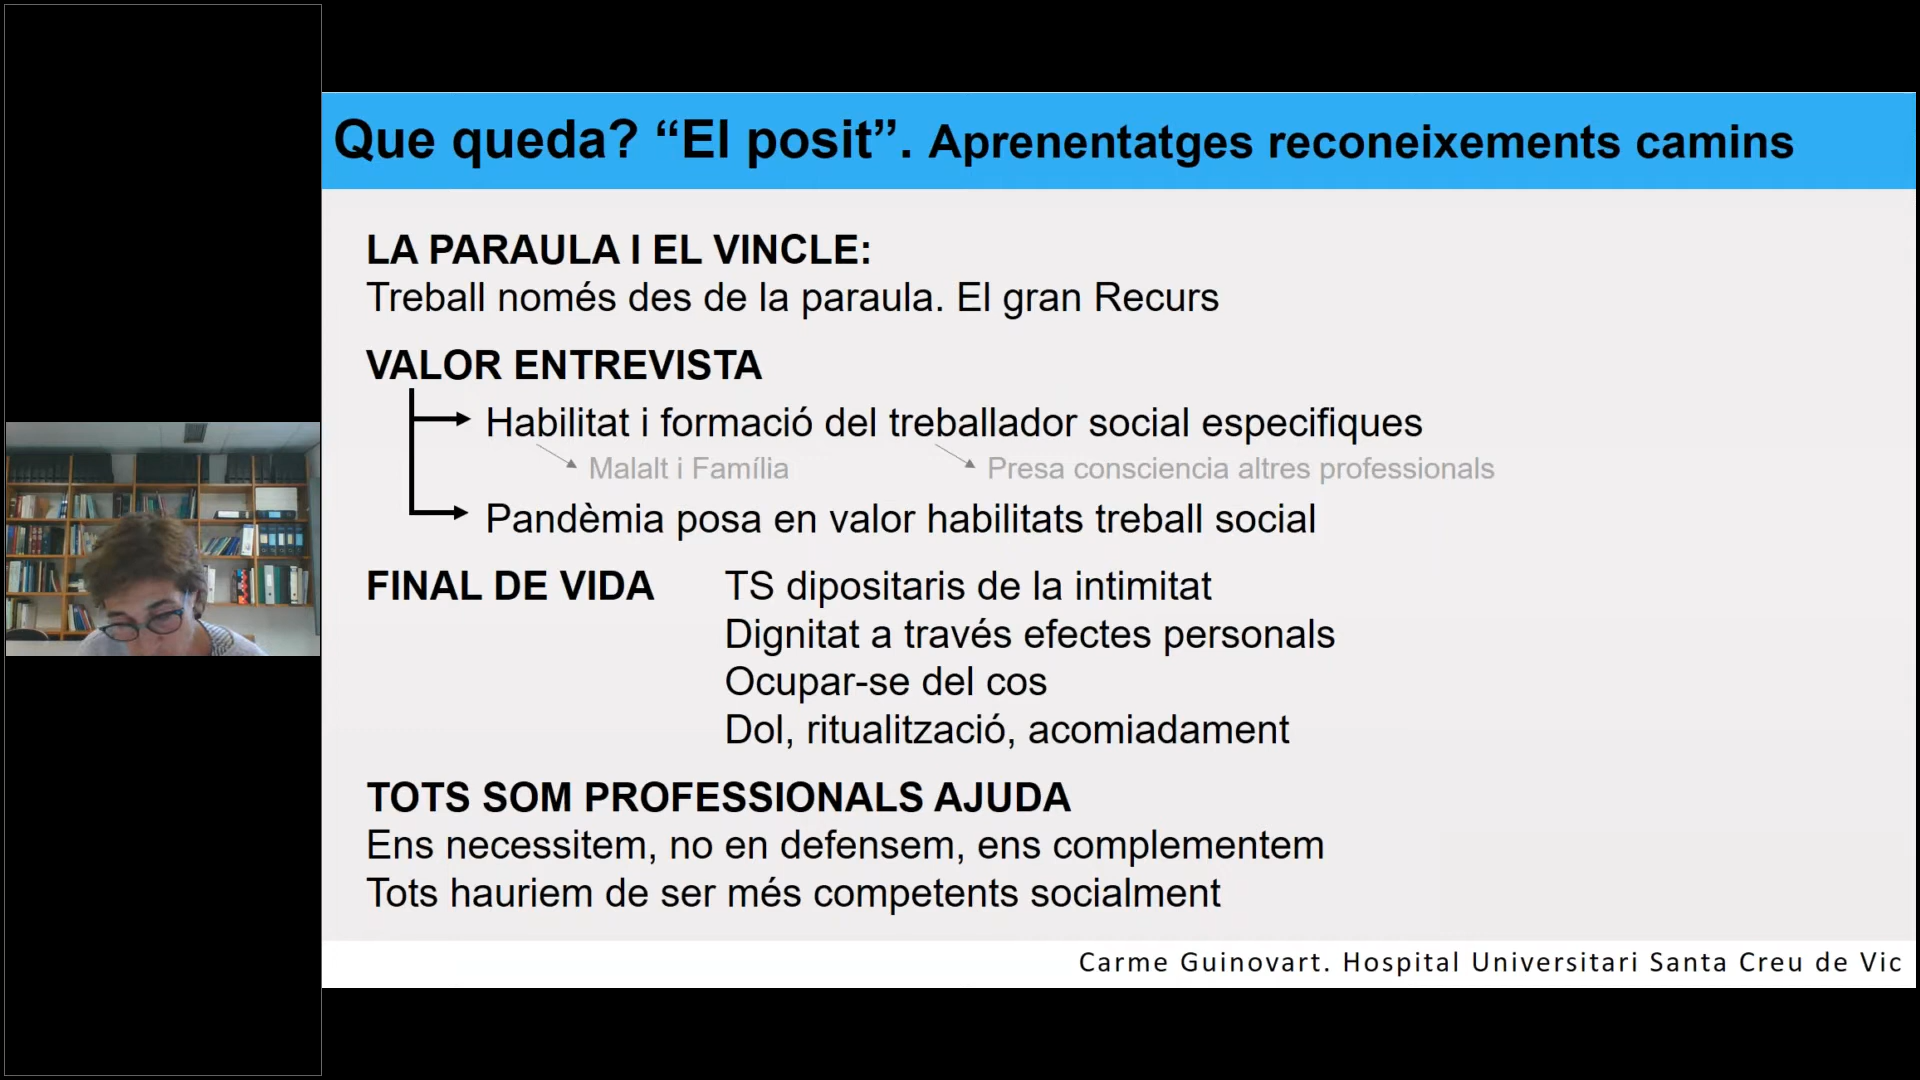 Que queda? “El posit”. Aprenentatges reconeixements camins
LA PARAULA I EL VINCLE:
Treball només des de la paraula. El gran Recurs
VALOR ENTREVISTA
Habilitat i formació del treballador social especifiques
Malalt i Família Presa consciencia altres professionals
Pandèmia posa en valor habilitats treball social
FINAL DE VIDA TS dipositaris de la intimitat
Dignitat a través efectes personals
Ocupar-se del cos
Dol, ritualització, acomiadament
TOTS SOM PROFESSIONALS AJUDA
Ens necessitem, no en defensem, ens complementem
Tots hauriem de ser més competents socialment
Carme Guinovart. Hospital Universitari Santa Creu de Vic